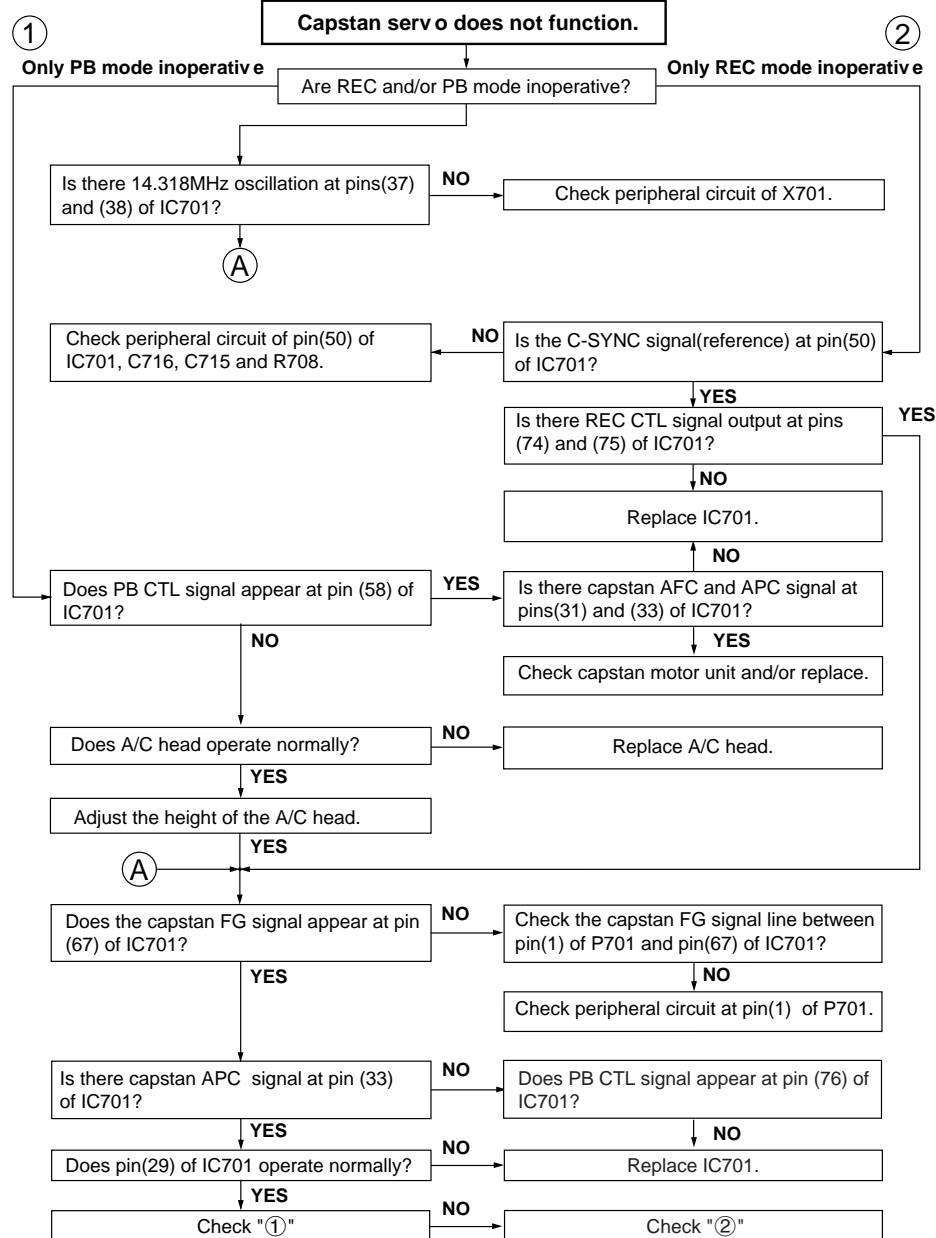 Capstan servo does not function.
①
②
Only PB mode inoperative
Only REC mode inoperative
Are REC and/or PB mode inoperative?
Is there 14.318MHz oscillation at pins(37)
and (38) of IC701?
NO
Check peripheral circuit of X701.
A
Check peripheral circuit of pin(50) of
IC701, C716, C715 and R708.
NO
Is the C-SYNC signal(reference) at pin(50)
of IC701?
YES
YES
Is there REC CTL signal output at pins
(74) and (75) of IC701?
NO
Replace IC701.
NO
Does PB CTL signal appear at pin (58) of
IC701?
YES
Is there capstan AFC and APC signal at
pins(31) and (33) of IC701?
NO
YES
Check capstan motor unit and/or replace.
Does A/C head operate normally?
NO
Replace A/C head.
YES
Adjust the height of the A/C head.
YES
A
Does the capstan FG signal appear at pin
(67) of IC701?
NO
Check the capstan FG signal line between
pin(1) of P701 and pin(67) of IC701?
YES
NO
Check peripheral circuit at pin(1) of P701.
Is there capstan APC signal at pin (33)
of IC701?
NO
Does PB CTL signal appear at pin (76) of
IC701?
YES
NO
Does pin(29) of IC701 operate normally?
NO
Replace IC701.
YES
Check "①"
NO
Check "②"